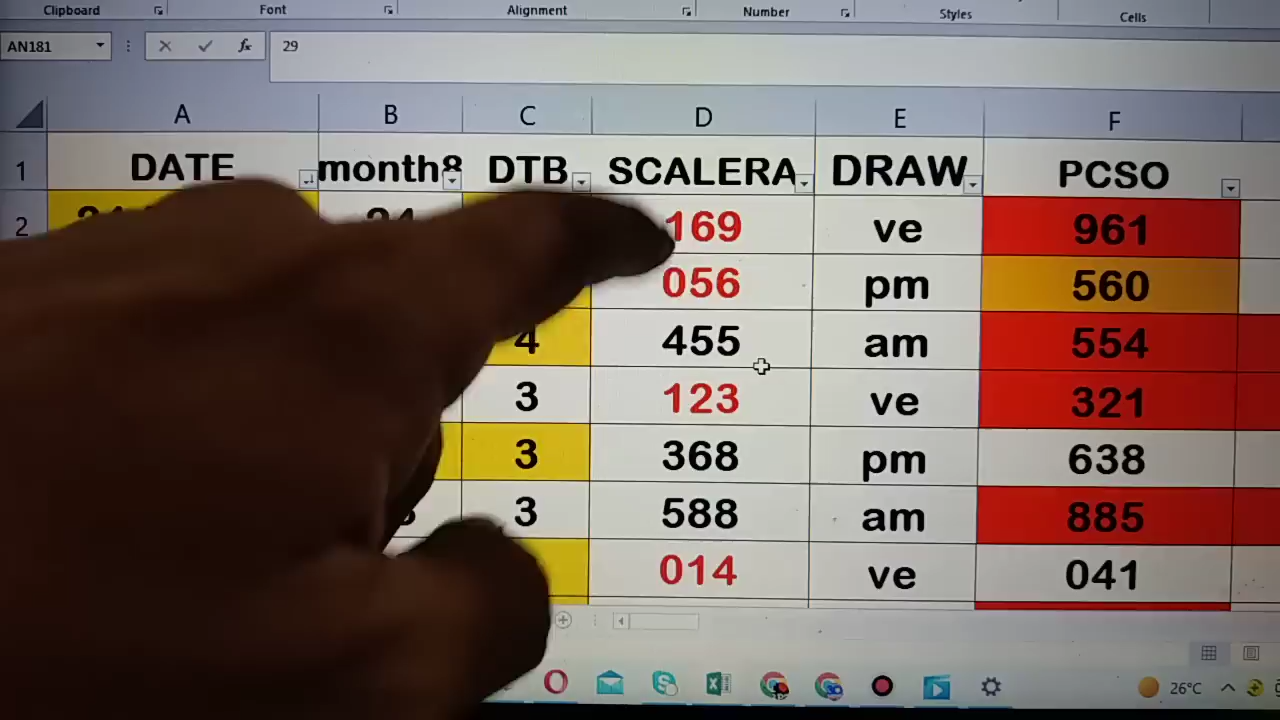 Clipboard Font Alignment Number Styles Cells
AN181 fx 29
A B C D E F
1 DATE month8 DTB SCALERA DRAW PCSO
2 169 ve 961
056 pm 560
4 455 am 554
3 123 ve 321
3 368 pm 638
3 588 am 885
014 ve 041
26°C